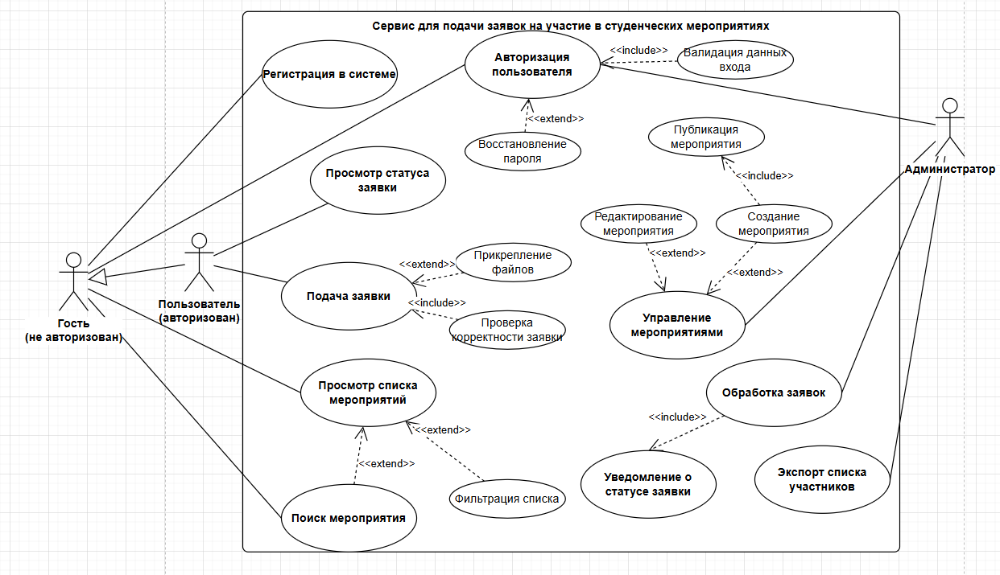 Сервис для подачи заявок на участие в студенческих мероприятиях
Регистрация в системе
Авторизация
пользователя
<<include>>
Валидация данных
входа
<<extend>>
Восстановление
пароля
Публикация
мероприятия
<<include>>
Администратор
Просмотр статуса
заявки
Редактирование
мероприятия
Создание
мероприятия
<<extend>>
<<extend>>
Гость
(не авторизован)
Пользователь
(авторизован)
Подача заявки
<<extend>>
Прикрепление
файлов
<<include>>
Проверка
корректности заявки
Управление
мероприятиями
Просмотр списка
мероприятий
Обработка заявок
<<include>>
<<extend>>
<<extend>>
Уведомление о
статусе заявки
Экспорт списка
участников
Фильтрация списка
Поиск мероприятия